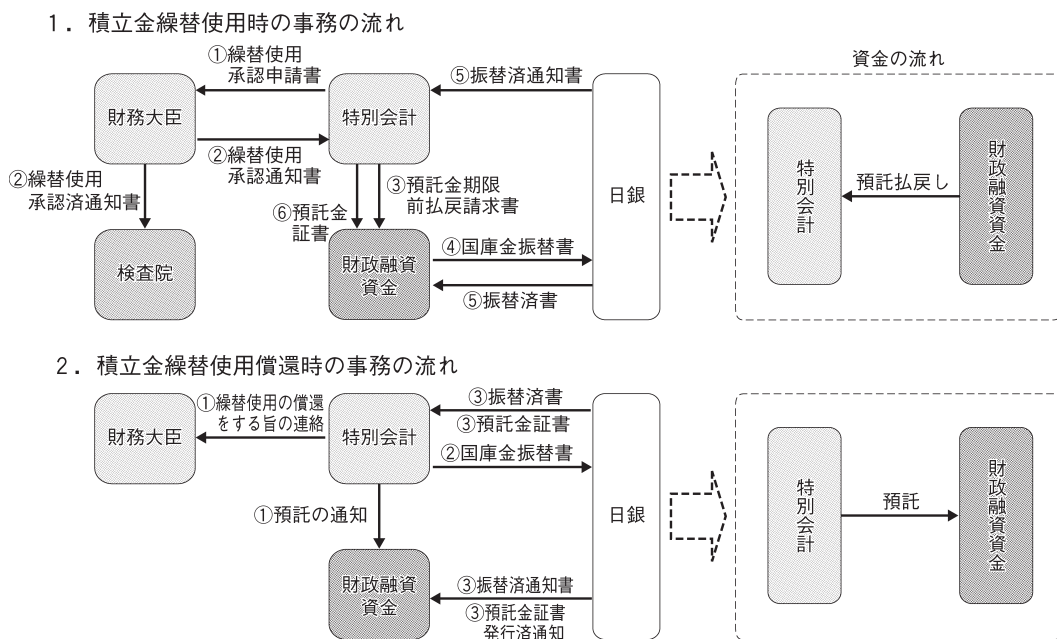 1．積立金繰替使用時の事務の流れ
①繰替使用
承認申請書
⑤振替済通知書
資金の流れ
財務大臣
特別会計
②繰替使用
承認通知書
②繰替使用
承認済通知書
③預託金期限
前払戻請求書
⑥預託金
証書
日銀
特別会計
預託払戻し
財政融資資金
検査院
財政融資
資金
④国庫金振替書
⑤振替済書
2．積立金繰替使用償還時の事務の流れ
①繰替使用の償還
をする旨の連絡
③振替済書
③預託金証書
財務大臣
特別会計
②国庫金振替書
①預託の通知
日銀
特別会計
預託
財政融資資金
財政融資
資金
③振替済通知書
③預託金証書
発行済通知